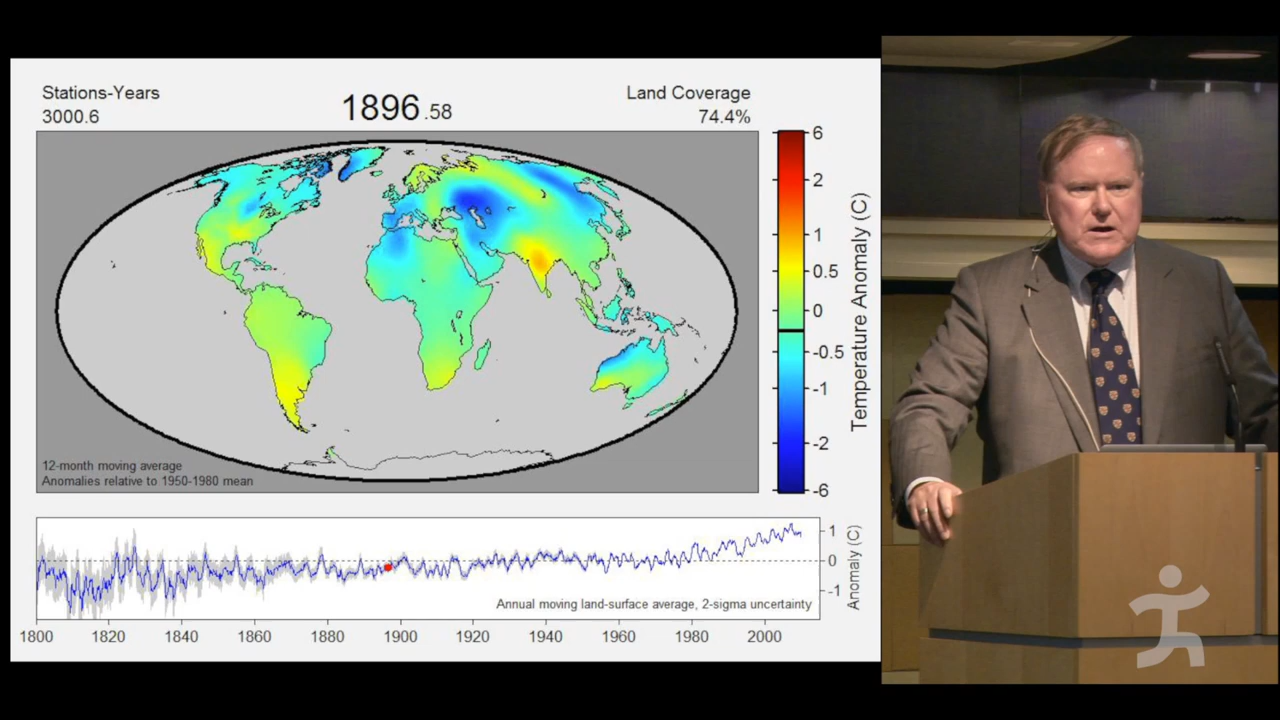 Stations-Years
3000.6
1896.58
Land Coverage
74.4%
6
2
1
0.5
0
-0.5
-1
-2
-6
Temperature Anomaly (C)
12-month moving average
Anomalies relative to 1950-1980 mean
1
0
-1
Anomaly (C)
Annual moving land-surface average, 2-sigma uncertainty
1800 1820 1840 1860 1880 1900 1920 1940 1960 1980 2000